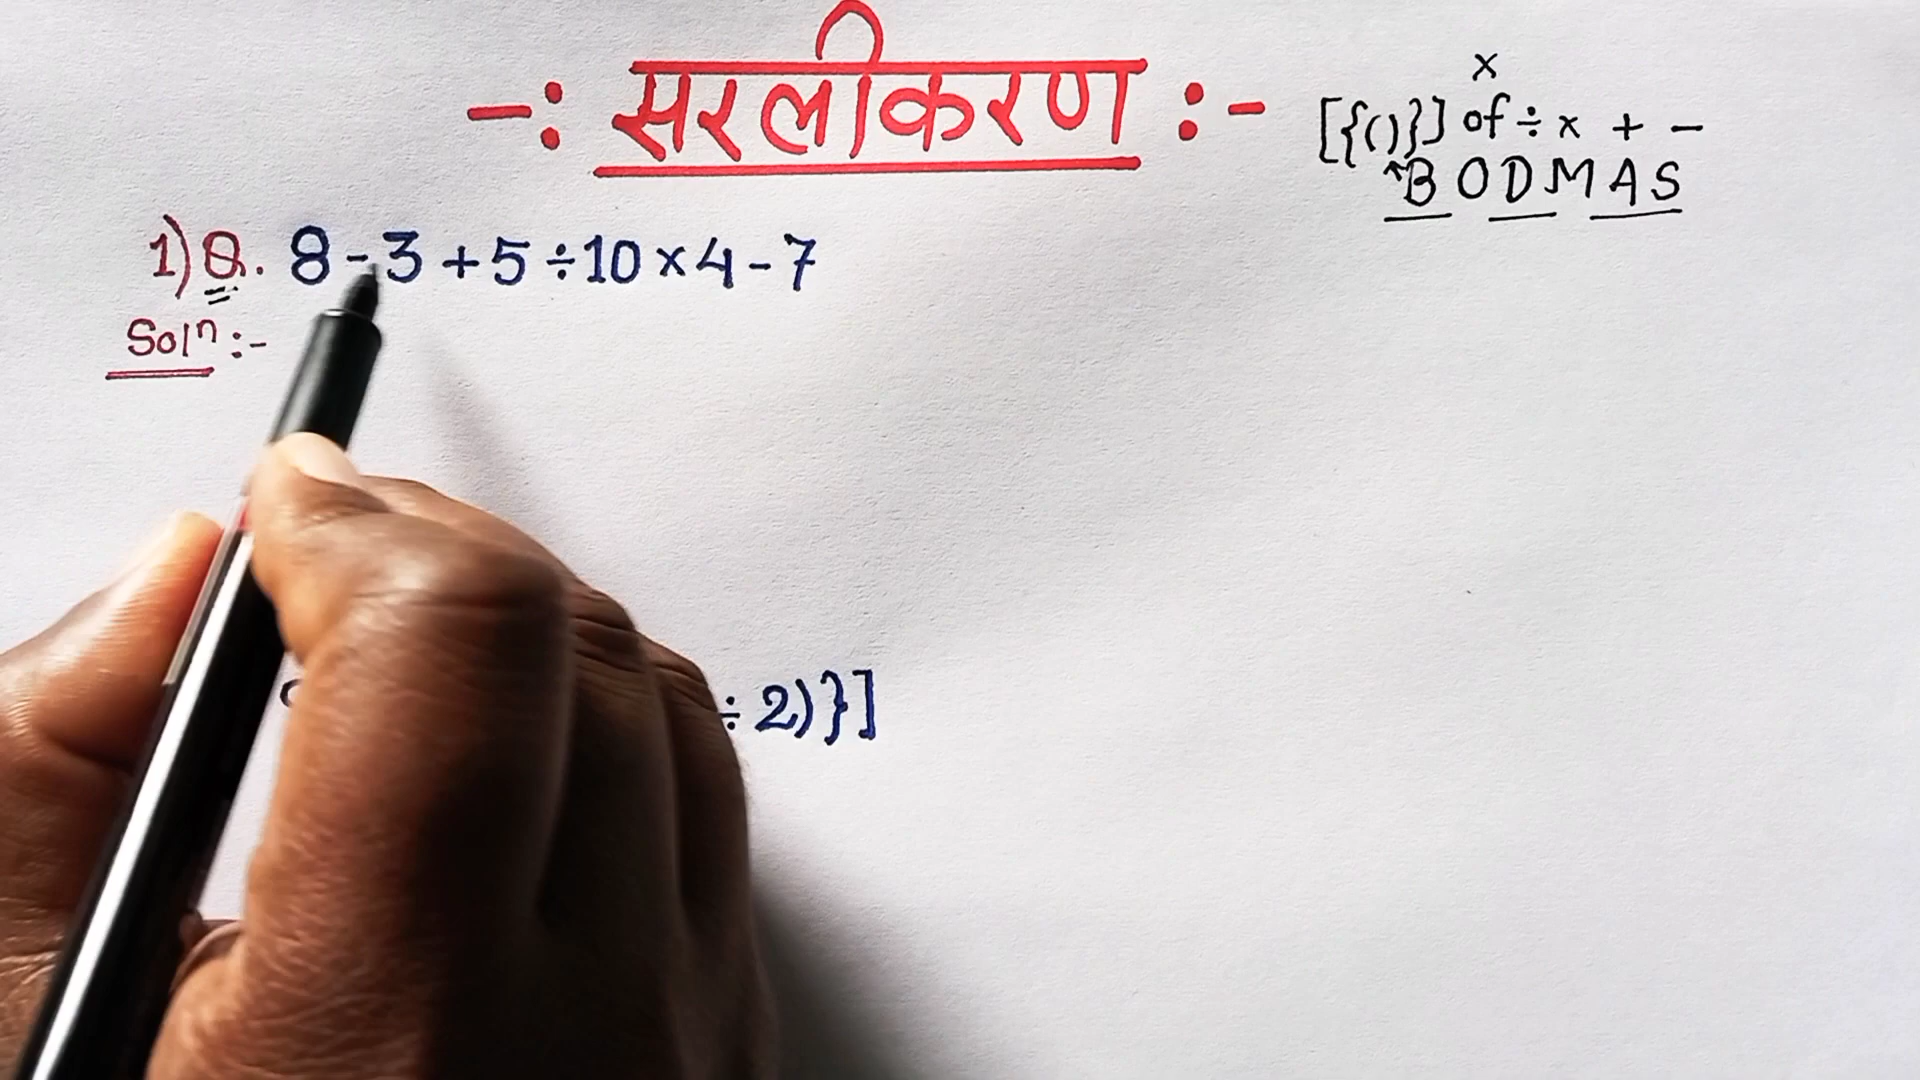 -: सरलीकरण :-
×
[{()}] of ÷ × + -
BODMAS
1) Q. 8 - 3 + 5 ÷ 10 × 4 - 7
Solⁿ :-
÷ 2)}]